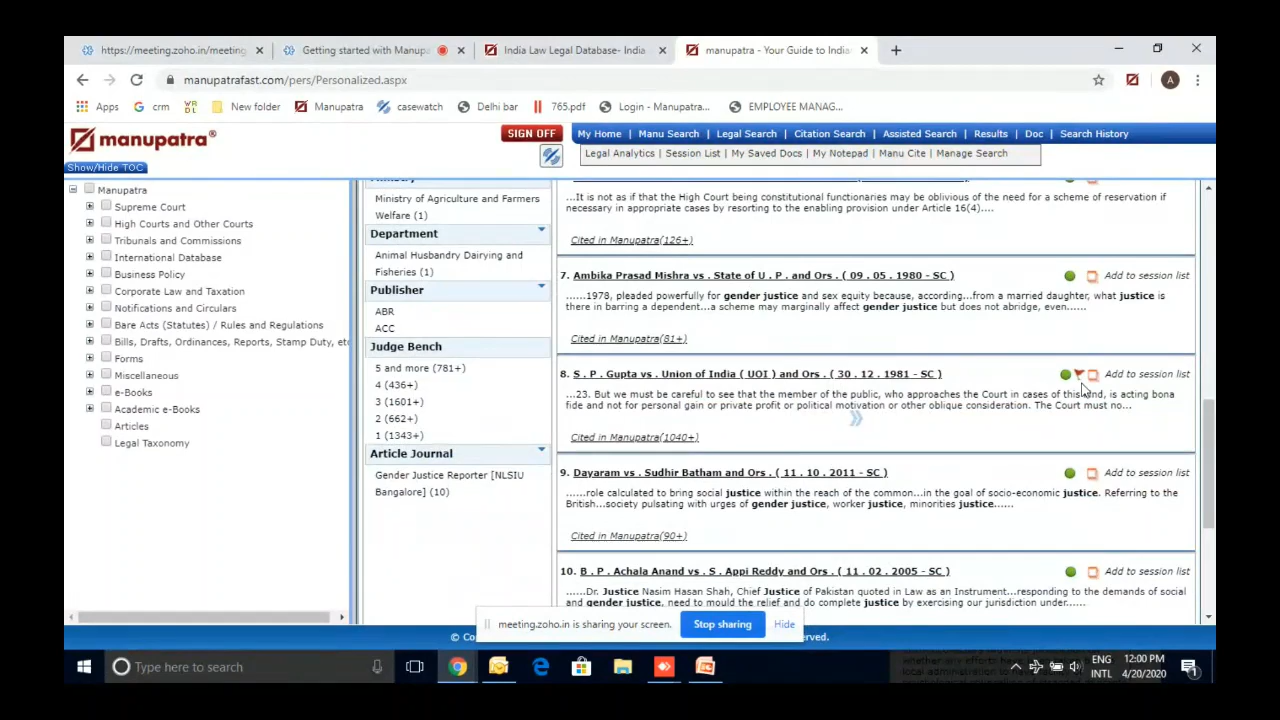 https://meeting.zoho.in/meeting
Getting started with Manup
India Law Legal Database- India
manupatra - Your Guide to India
manupatrafast.com/pers/Personalized.aspx
A
Apps
crm
New folder
Manupatra
casewatch
Delhi bar
765.pdf
Login - Manupatra...
EMPLOYEE MANAG...
manupatra®
SIGN OFF
My Home | Manu Search | Legal Search | Citation Search | Assisted Search | Results | Doc | Search History
Legal Analytics | Session List | My Saved Docs | My Notepad | Manu Cite | Manage Search
Show/Hide TOC
Manupatra
Supreme Court
High Courts and Other Courts
Tribunals and Commissions
International Database
Business Policy
Corporate Law and Taxation
Notifications and Circulars
Bare Acts (Statutes) / Rules and Regulations
Bills, Drafts, Ordinances, Reports, Stamp Duty, etc
Forms
Miscellaneous
e-Books
Academic e-Books
Articles
Legal Taxonomy
Ministry of Agriculture and Farmers
Welfare (1)
Department
Animal Husbandry Dairying and
Fisheries (1)
Publisher
ABR
ACC
Judge Bench
5 and more (781+)
4 (436+)
3 (1601+)
2 (662+)
1 (1343+)
Article Journal
Gender Justice Reporter [NLSIU
Bangalore] (10)
...It is not as if that the High Court being constitutional functionaries may be oblivious of the need for a scheme of reservation if
necessary in appropriate cases by resorting to the enabling provision under Article 16(4)....
Cited in Manupatra(126+)
7. Ambika Prasad Mishra vs . State of U . P . and Ors . ( 09 . 05 . 1980 - SC )
Add to session list
......1978, pleaded powerfully for gender justice and sex equity because, according...from a married daughter, what justice is
there in barring a dependent...a scheme may marginally affect gender justice but does not abridge, even......
Cited in Manupatra(81+)
8. S . P . Gupta vs . Union of India ( UOI ) and Ors . ( 30 . 12 . 1981 - SC )
Add to session list
...23. But we must be careful to see that the member of the public, who approaches the Court in cases of this kind, is acting bona
fide and not for personal gain or private profit or political motivation or other oblique consideration. The Court must no...
Cited in Manupatra(1040+)
9. Dayaram vs . Sudhir Batham and Ors . ( 11 . 10 . 2011 - SC )
Add to session list
......role calculated to bring social justice within the reach of the common...in the goal of socio-economic justice. Referring to the
British...society pulsating with urges of gender justice, worker justice, minorities justice......
Cited in Manupatra(90+)
10. B . P . Achala Anand vs . S . Appi Reddy and Ors . ( 11 . 02 . 2005 - SC )
Add to session list
......Dr. Justice Nasim Hasan Shah, Chief Justice of Pakistan quoted in Law as an Instrument...responding to the demands of social
and gender justice, need to mould the relief and do complete justice by exercising our jurisdiction under......
meeting.zoho.in is sharing your screen.
Stop sharing
Hide
Type here to search
ENG
INTL
12:00 PM
4/20/2020
1